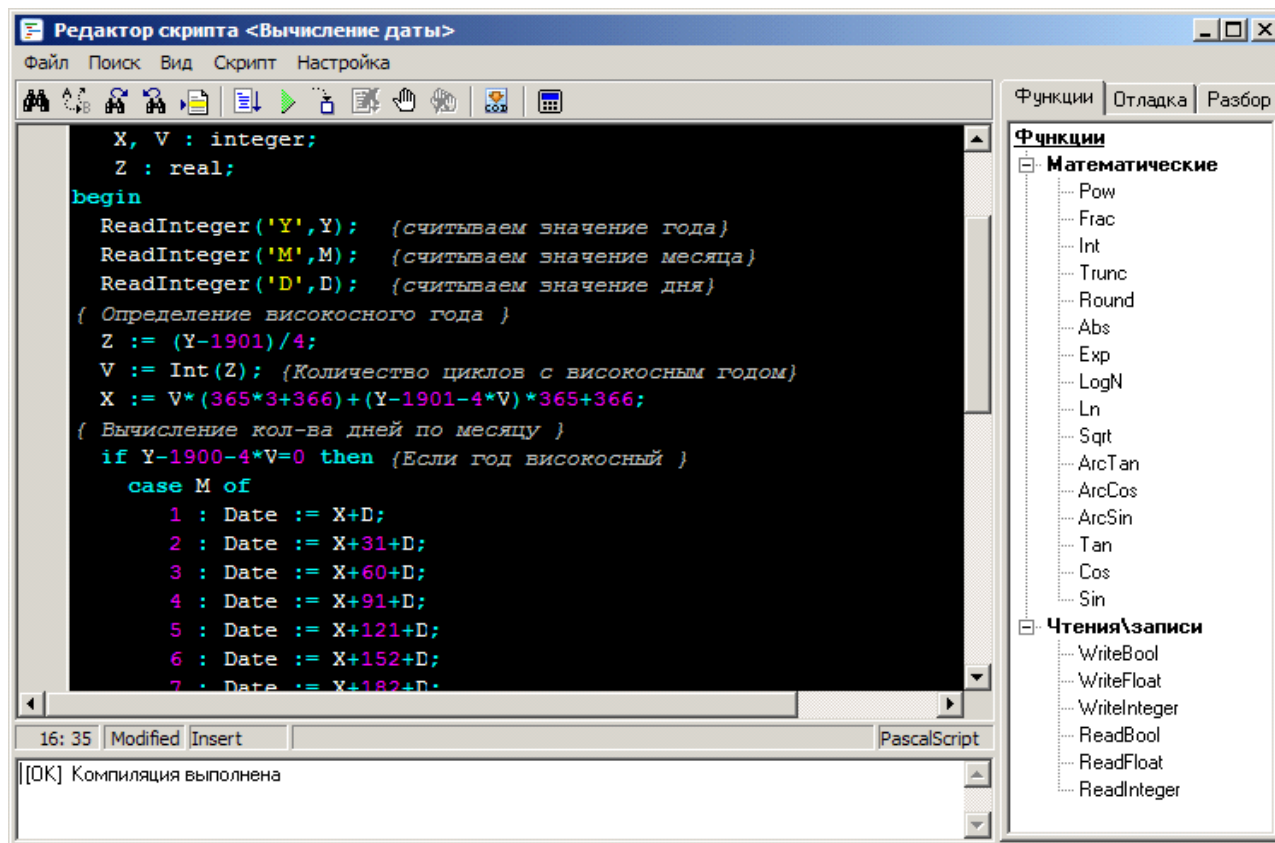 Редактор скрипта <Вычисление даты>
Файл Поиск Вид Скрипт Настройка
X, V : integer;
Z : real;
begin
ReadInteger('Y',Y); {считываем значение года}
ReadInteger('M',M); {считываем значение месяца}
ReadInteger('D',D); {считываем значение дня}
{ Определение високосного года }
Z := (Y-1901)/4;
V := Int(Z); {Количество циклов с високосным годом}
X := V*(365*3+366)+(Y-1901-4*V)*365+366;
{ Вычисление кол-ва дней по месяцу }
if Y-1900-4*V=0 then {Если год високосный }
case M of
1 : Date := X+D;
2 : Date := X+31+D;
3 : Date := X+60+D;
4 : Date := X+91+D;
5 : Date := X+121+D;
6 : Date := X+152+D;
7 : Date := X+182+D;
16: 35 Modified Insert PascalScript
[OK] Компиляция выполнена
Функции Отладка Разбор
Функции
Математические
Pow
Frac
Int
Trunc
Round
Abs
Exp
LogN
Ln
Sqrt
ArcTan
ArcCos
ArcSin
Tan
Cos
Sin
Чтения\записи
WriteBool
WriteFloat
WriteInteger
ReadBool
ReadFloat
ReadInteger